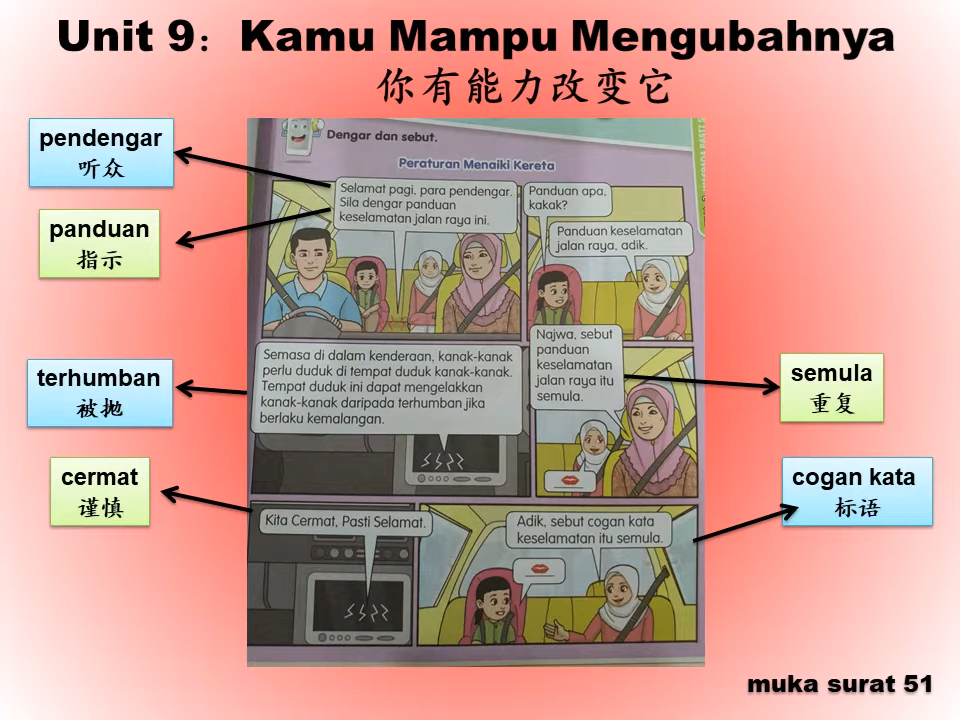 Unit 9：Kamu Mampu Mengubahnya
你有能力改变它
pendengar
听众
panduan
指示
terhumban
被抛
cermat
谨慎
Dengar dan sebut.
Peraturan Menaiki Kereta
Selamat pagi, para pendengar.
Sila dengar panduan
keselamatan jalan raya ini.
Panduan apa,
kakak?
Panduan keselamatan
jalan raya, adik.
Semasa di dalam kenderaan, kanak-kanak
perlu duduk di tempat duduk kanak-kanak.
Tempat duduk ini dapat mengelakkan
kanak-kanak daripada terhumban jika
berlaku kemalangan.
Najwa, sebut
panduan
keselamatan
jalan raya itu
semula.
Kita Cermat, Pasti Selamat.
Adik, sebut cogan kata
keselamatan itu semula.
semula
重复
cogan kata
标语
muka surat 51